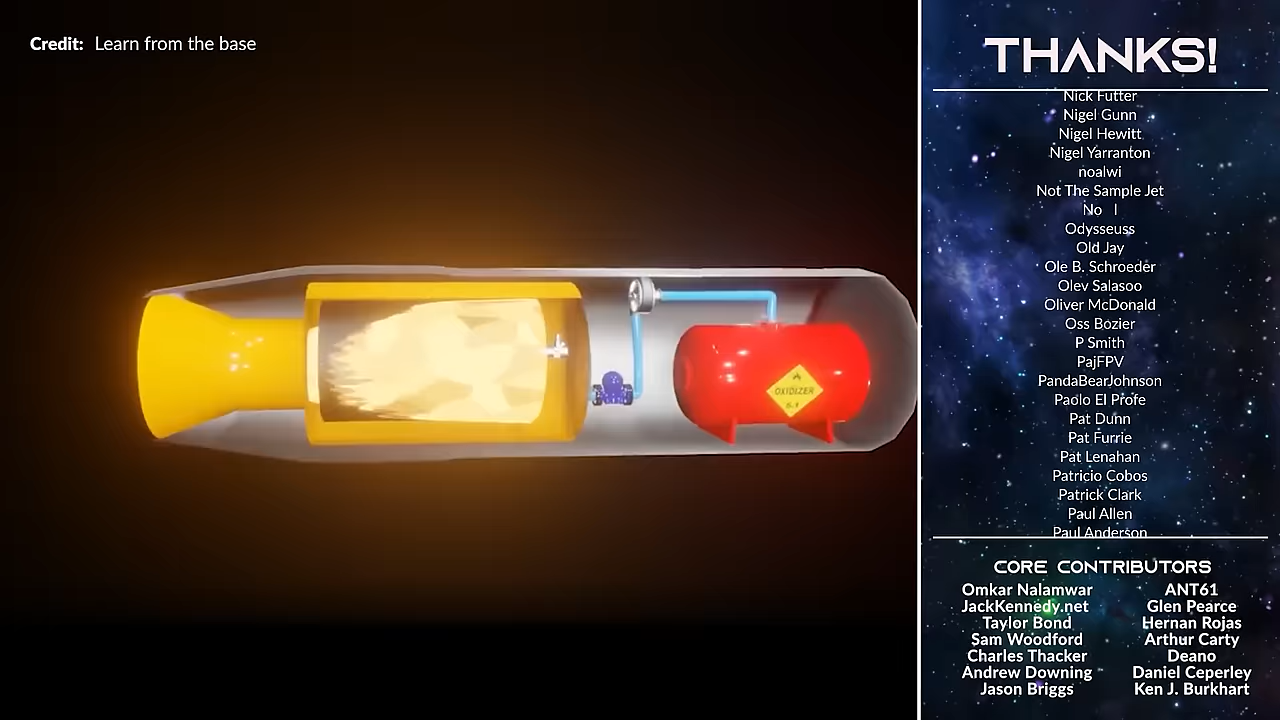 Credit: Learn from the base
OXIDIZER
5.1
THANKS!
Nick Futter
Nigel Gunn
Nigel Hewitt
Nigel Yarranton
noalwi
Not The Sample Jet
No I
Odysseuss
Old Jay
Ole B. Schroeder
Olev Salasoo
Oliver McDonald
Oss Bozier
P Smith
PajFPV
PandaBearJohnson
Paolo El Profe
Pat Dunn
Pat Furrie
Pat Lenahan
Patricio Cobos
Patrick Clark
Paul Allen
Paul Anderson
CORE CONTRIBUTORS
Omkar Nalamwar
JackKennedy.net
Taylor Bond
Sam Woodford
Charles Thacker
Andrew Downing
Jason Briggs
ANT61
Glen Pearce
Hernan Rojas
Arthur Carty
Deano
Daniel Ceperley
Ken J. Burkhart